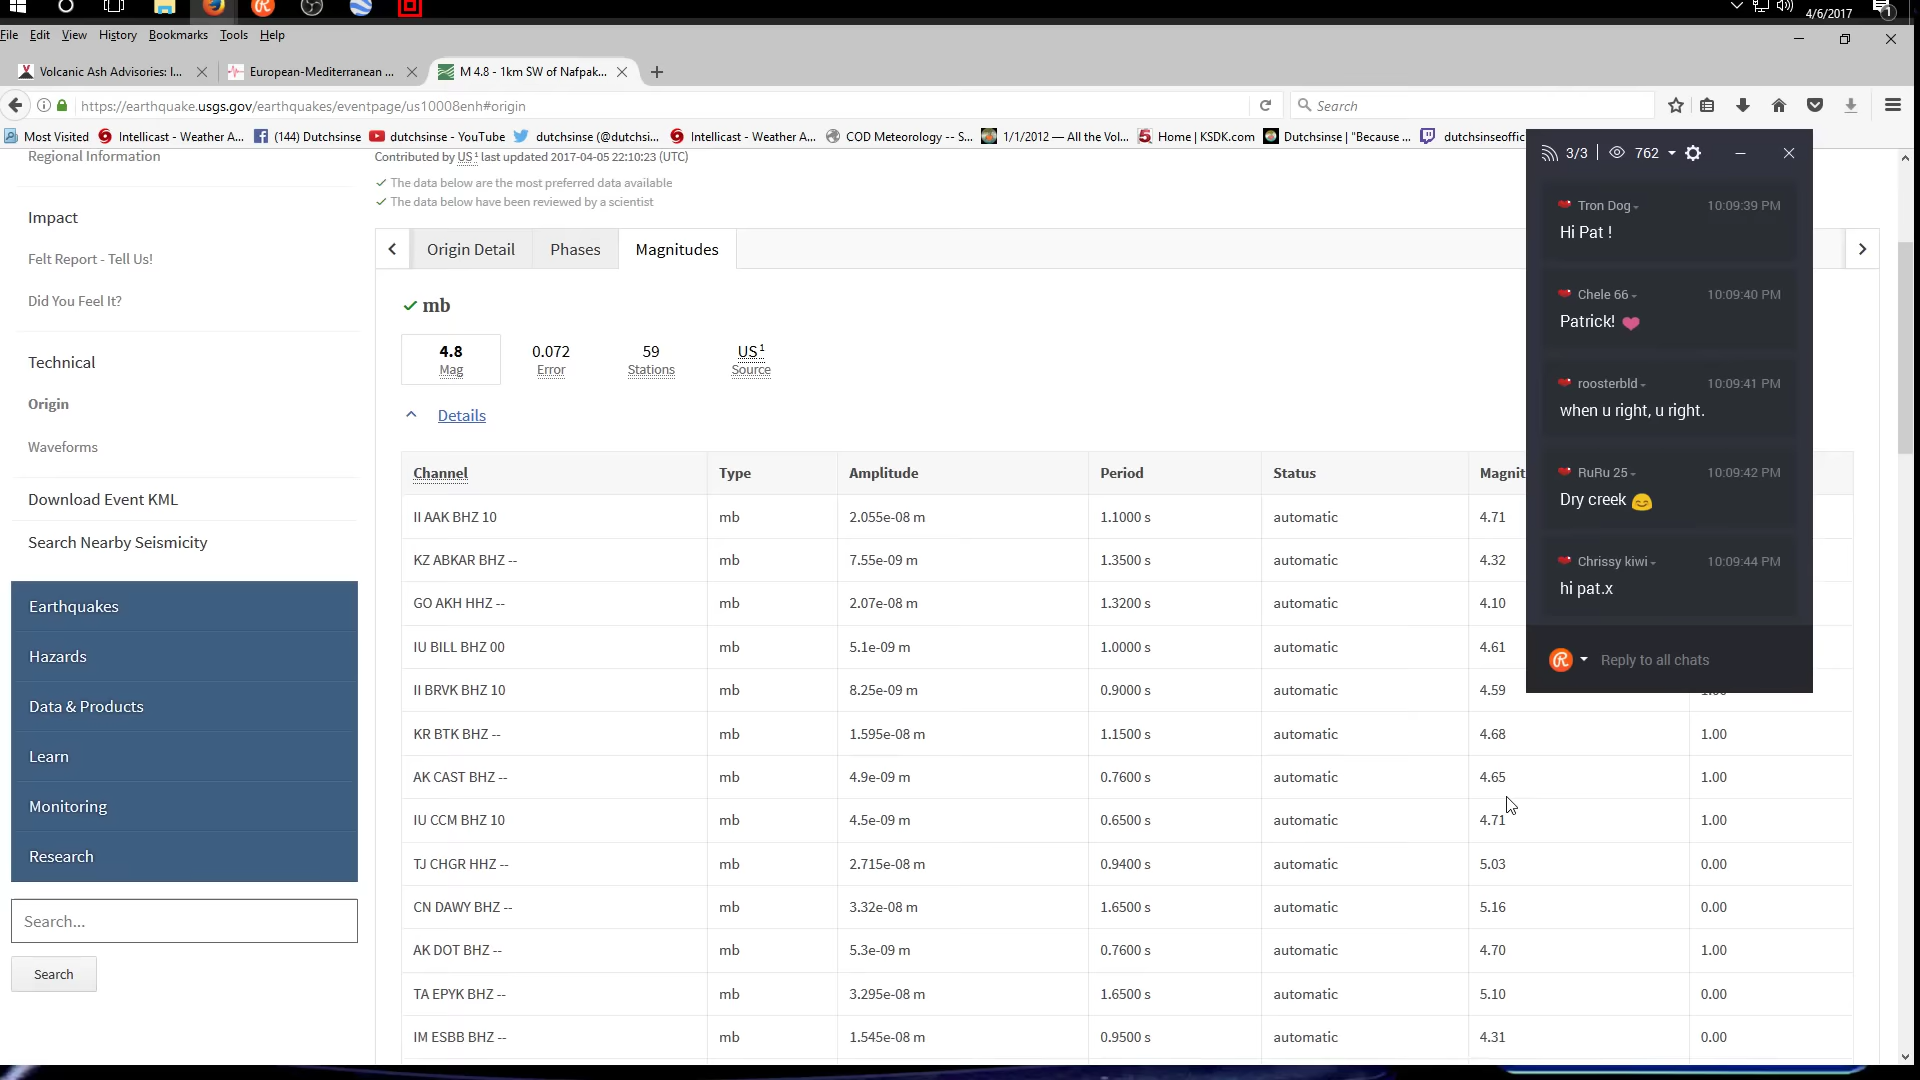 4/6/2017
1
File Edit View History Bookmarks Tools Help
Volcanic Ash Advisories: I... European-Mediterranean ... M 4.8 - 1km SW of Nafpak...
https://earthquake.usgs.gov/earthquakes/eventpage/us10008enh#origin Search
Most Visited Intellicast - Weather A... (144) Dutchsinse dutchsinse - YouTube dutchsinse (@dutchsi... Intellicast - Weather A... COD Meteorology -- S... 1/1/2012 — All the Vol... Home | KSDK.com Dutchsinse | "Because ... dutchsinseoffic
Regional Information
Impact
Felt Report - Tell Us!
Did You Feel It?
Technical
Origin
Waveforms
Download Event KML
Search Nearby Seismicity
Earthquakes
Hazards
Data & Products
Learn
Monitoring
Research
Search...
Search
Contributed by US¹ last updated 2017-04-05 22:10:23 (UTC)
The data below are the most preferred data available
The data below have been reviewed by a scientist
Origin Detail Phases Magnitudes
mb
4.8 0.072 59 US¹
Mag Error Stations Source
Details
Channel Type Amplitude Period Status Magnit
II AAK BHZ 10 mb 2.055e-08 m 1.1000 s automatic 4.71
KZ ABKAR BHZ -- mb 7.55e-09 m 1.3500 s automatic 4.32
GO AKH HHZ -- mb 2.07e-08 m 1.3200 s automatic 4.10
IU BILL BHZ 00 mb 5.1e-09 m 1.0000 s automatic 4.61
II BRVK BHZ 10 mb 8.25e-09 m 0.9000 s automatic 4.59
KR BTK BHZ -- mb 1.595e-08 m 1.1500 s automatic 4.68 1.00
AK CAST BHZ -- mb 4.9e-09 m 0.7600 s automatic 4.65 1.00
IU CCM BHZ 10 mb 4.5e-09 m 0.6500 s automatic 4.71 1.00
TJ CHGR HHZ -- mb 2.715e-08 m 0.9400 s automatic 5.03 0.00
CN DAWY BHZ -- mb 3.32e-08 m 1.6500 s automatic 5.16 0.00
AK DOT BHZ -- mb 5.3e-09 m 0.7600 s automatic 4.70 1.00
TA EPYK BHZ -- mb 3.295e-08 m 1.6500 s automatic 5.10 0.00
IM ESBB BHZ -- mb 1.545e-08 m 0.9500 s automatic 4.31 0.00
3/3 762
Tron Dog 10:09:39 PM
Hi Pat !
Chele 66 10:09:40 PM
Patrick!
roosterbld 10:09:41 PM
when u right, u right.
RuRu 25 10:09:42 PM
Dry creek
Chrissy kiwi 10:09:44 PM
hi pat.x
Reply to all chats